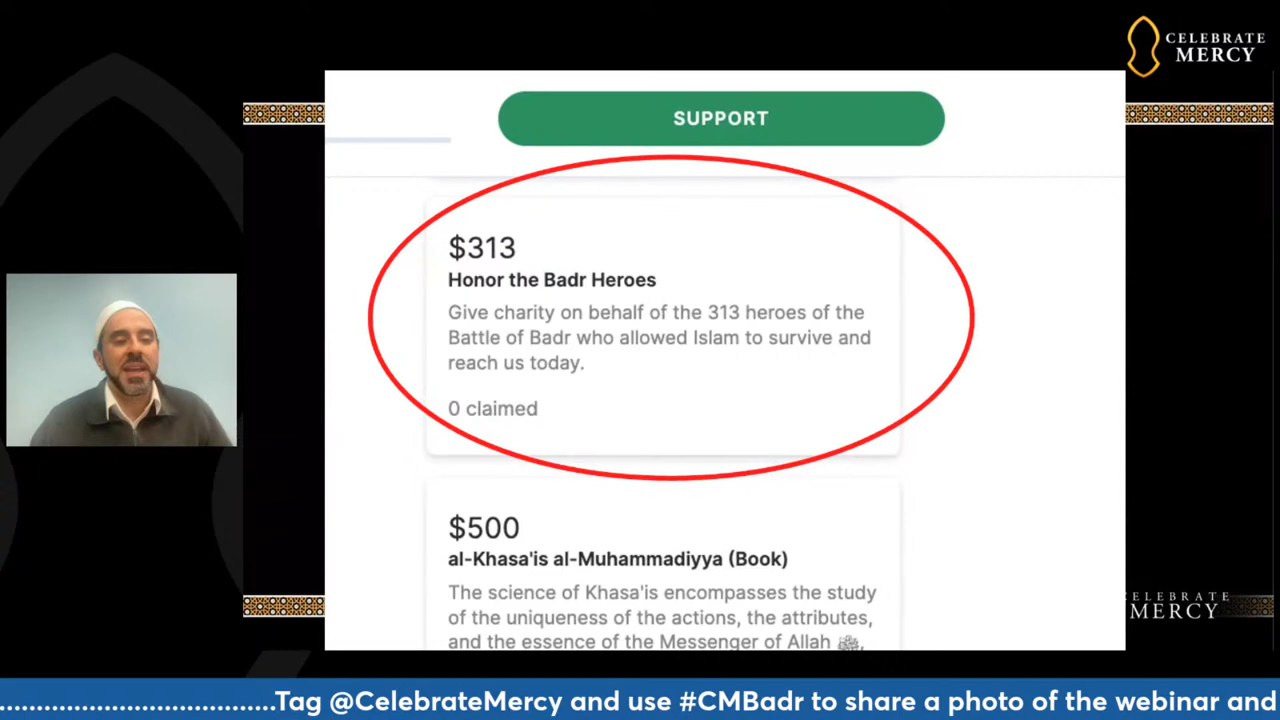 CELEBRATE
MERCY
SUPPORT
$313
Honor the Badr Heroes
Give charity on behalf of the 313 heroes of the
Battle of Badr who allowed Islam to survive and
reach us today.
0 claimed
$500
al-Khasa'is al-Muhammadiyya (Book)
The science of Khasa'is encompasses the study
of the uniqueness of the actions, the attributes,
and the essence of the Messenger of Allah ﷺ,
CELEBRATE
MERCY
....................................Tag @CelebrateMercy and use #CMBadr to share a photo of the webinar and